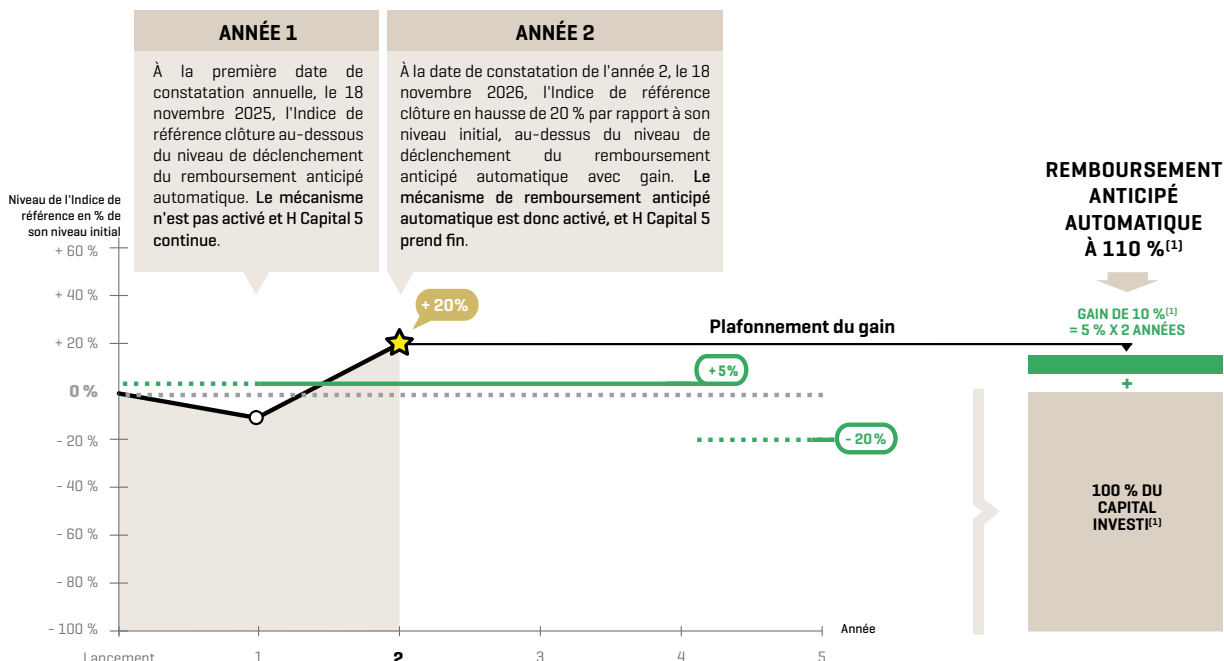 ANNÉE 1
À la première date de
constatation annuelle, le 18
novembre 2025, l'Indice de
référence clôture au-dessous
du niveau de déclenchement
du remboursement anticipé
automatique. Le mécanisme
n'est pas activé et H Capital 5
continue.
ANNÉE 2
À la date de constatation de l'année 2, le 18
novembre 2026, l'Indice de référence
clôture en hausse de 20 % par rapport à son
niveau initial, au-dessus du niveau de
déclenchement du remboursement
anticipé automatique avec gain. Le
mécanisme de remboursement anticipé
automatique est donc activé, et H Capital 5
prend fin.
Niveau de l'Indice de
référence en % de
son niveau initial
+ 60 %
+ 40 %
+ 20 %
0 %
- 20 %
- 40 %
- 60 %
- 80 %
- 100 %
+ 20%
Plafonnement du gain
+ 5%
- 20 %
Année
Lancement
1
2
3
4
5
REMBOURSEMENT
ANTICIPÉ
AUTOMATIQUE
À 110 %(1)
GAIN DE 10 %(1)
= 5 % X 2 ANNÉES
+
100 % DU
CAPITAL
INVESTI(1)